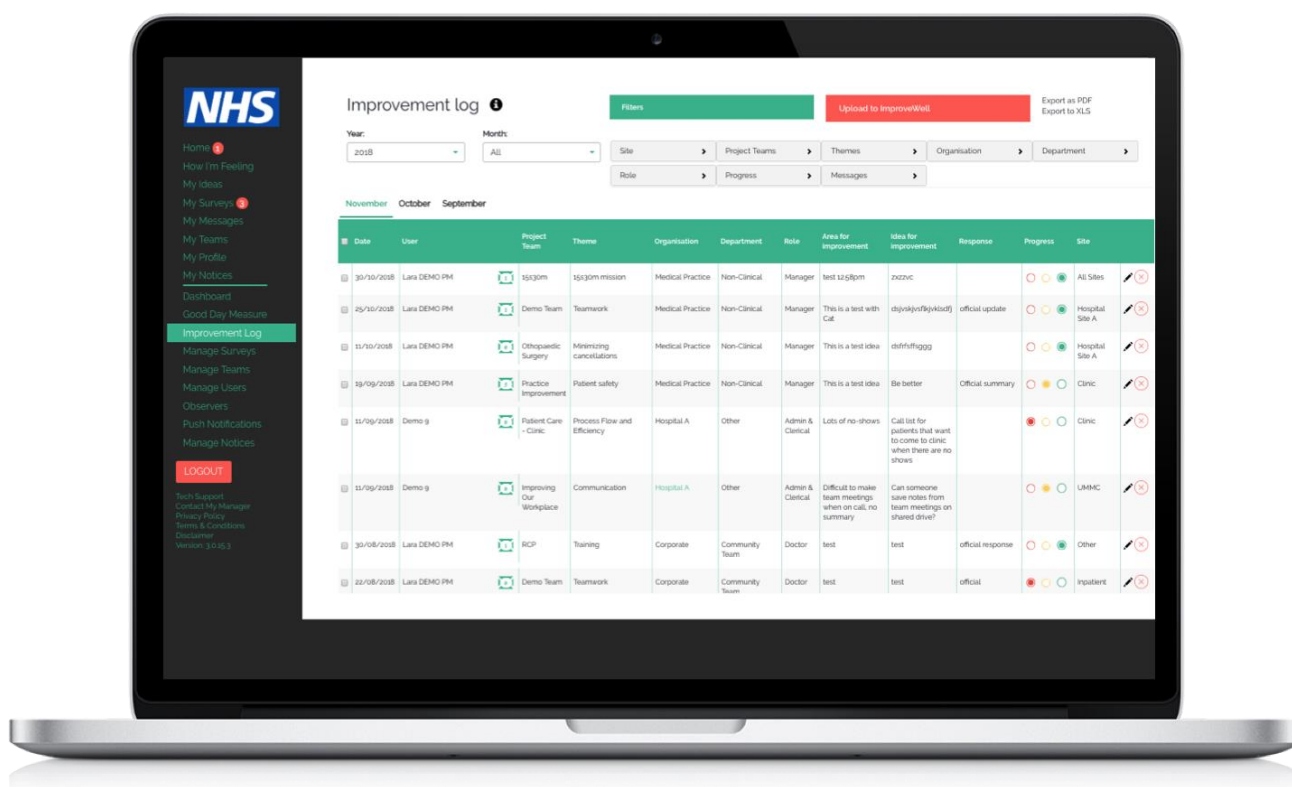 NHS
Home 1
How I'm Feeling
My Ideas
My Surveys 3
My Messages
My Teams
My Profile
My Notices
Dashboard
Good Day Measure
Improvement Log
Manage Surveys
Manage Teams
Manage Users
Observers
Push Notifications
Manage Notices
LOGOUT
Tech Support
Contact My Manager
Privacy Policy
Terms & Conditions
Disclaimer
Version: 3.0.15.3
Improvement log
Filters
Upload to ImproveWell
Export as PDF
Export to XLS
Year: Month:
2018 All
Site Project Teams Themes Organisation Department
Role Progress Messages
November October September
Date User Project Team Theme Organisation Department Role Area for improvement Idea for improvement Response Progress Site
30/10/2018 Lara DEMO PM 15s30m 15s30m mission Medical Practice Non-Clinical Manager test 12:58pm zxzzvc All Sites
25/10/2018 Lara DEMO PM Demo Team Teamwork Medical Practice Non-Clinical Manager This is a test with Cat official update Hospital Site A
11/10/2018 Lara DEMO PM Othopaedic Surgery Minimizing cancellations Medical Practice Non-Clinical Manager This is a test idea Hospital Site A
19/09/2018 Lara DEMO PM Practice Improvement Patient safety Medical Practice Non-Clinical Manager This is a test idea Be better Official summary Clinic
11/09/2018 Demo 9 Patient Care - Clinic Process Flow and Efficiency Hospital A Other Admin & Clerical Lots of no-shows Call list for patients that want to come to clinic when there are no shows Clinic
11/09/2018 Demo 9 Improving Our Workplace Communication Hospital A Other Admin & Clerical Difficult to make team meetings when on call, no summary Can someone save notes from team meetings on shared drive? UMMC
30/08/2018 Lara DEMO PM RCP Training Corporate Community Team Doctor test test official response Other
22/08/2018 Lara DEMO PM Demo Team Teamwork Corporate Community Team Doctor test test official Inpatient